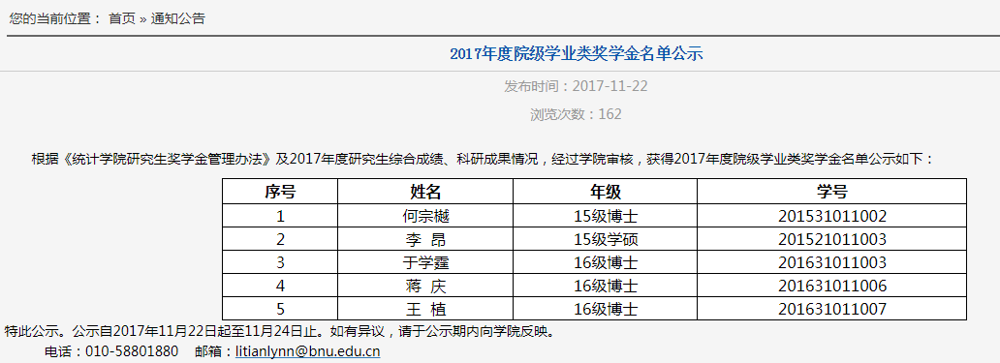 您的当前位置： 首页 » 通知公告
2017年度院级学业类奖学金名单公示
发布时间：2017-11-22
浏览次数：162
根据《统计学院研究生奖学金管理办法》及2017年度研究生综合成绩、科研成果情况，经过学院审核，获得2017年度院级学业类奖学金名单公示如下：
序号 姓名 年级 学号
1 何宗樾 15级博士 201531011002
2 李 昂 15级学硕 201521011003
3 于学霆 16级博士 201631011003
4 蒋 庆 16级博士 201631011006
5 王 植 16级博士 201631011007
特此公示。公示自2017年11月22日起至11月24日止。如有异议，请于公示期内向学院反映。
电话：010-58801880 邮箱：litianlynn@bnu.edu.cn